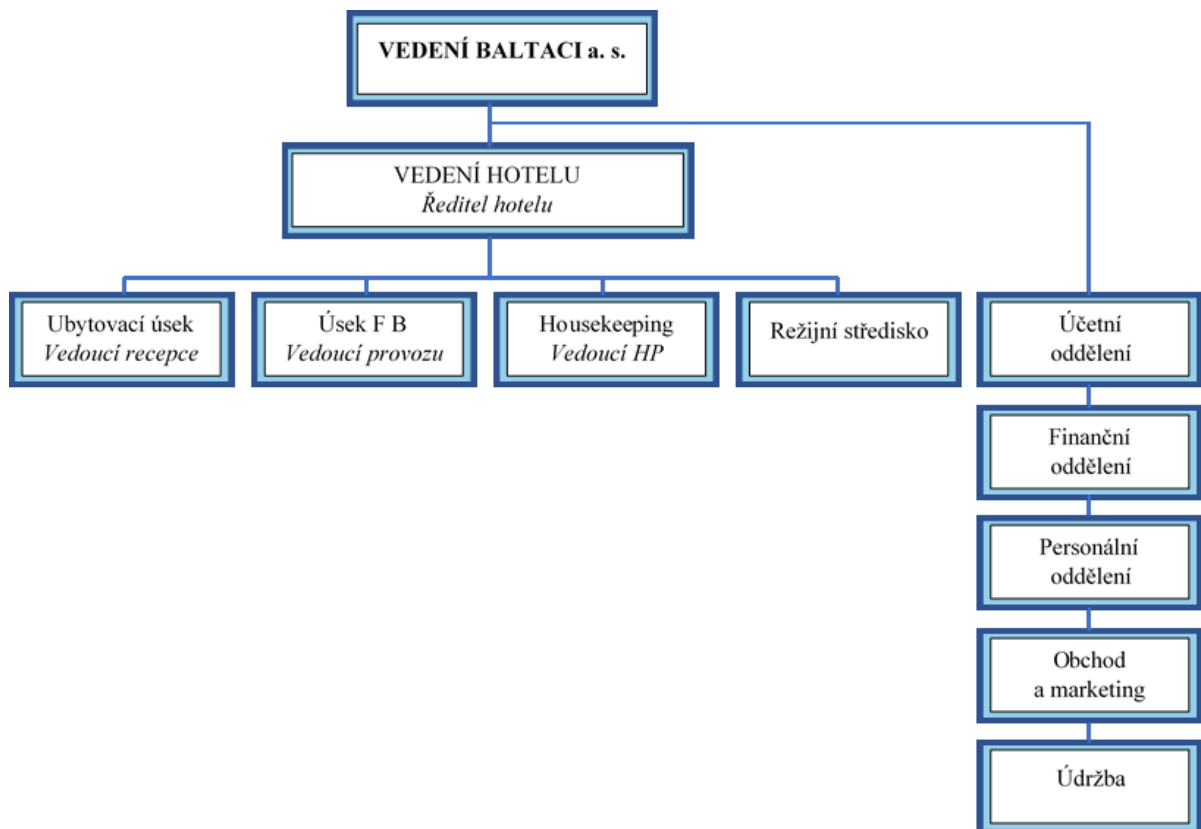 VEDENÍ BALTACI a. s.
VEDENÍ HOTELU
Ředitel hotelu
Ubytovací úsek
Vedoucí recepce
Úsek F B
Vedoucí provozu
Housekeeping
Vedoucí HP
Režijní středisko
Účetní
oddělení
Finanční
oddělení
Personální
oddělení
Obchod
a marketing
Údržba